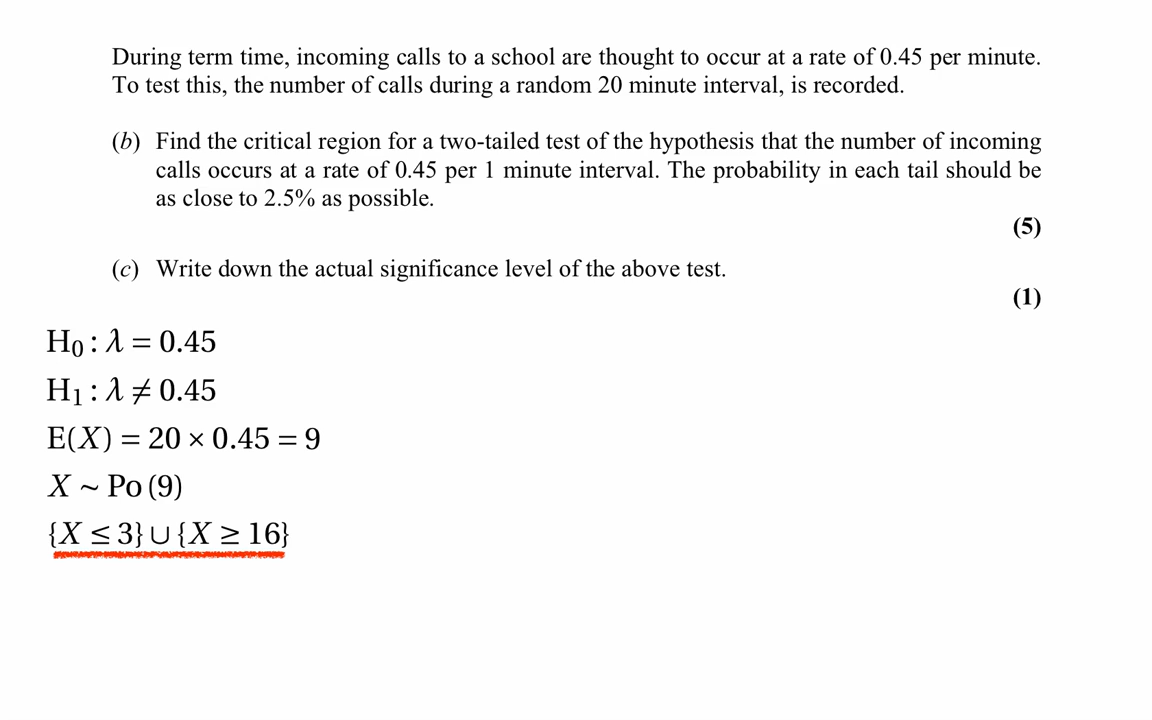 During term time, incoming calls to a school are thought to occur at a rate of 0.45 per minute.
To test this, the number of calls during a random 20 minute interval, is recorded.
(b) Find the critical region for a two-tailed test of the hypothesis that the number of incoming
calls occurs at a rate of 0.45 per 1 minute interval. The probability in each tail should be
as close to 2.5% as possible.
(5)
(c) Write down the actual significance level of the above test.
(1)
H₀ : λ = 0.45
H₁ : λ ≠ 0.45
E(X) = 20 × 0.45 = 9
X ~ Po (9)
{X ≤ 3} ∪ {X ≥ 16}